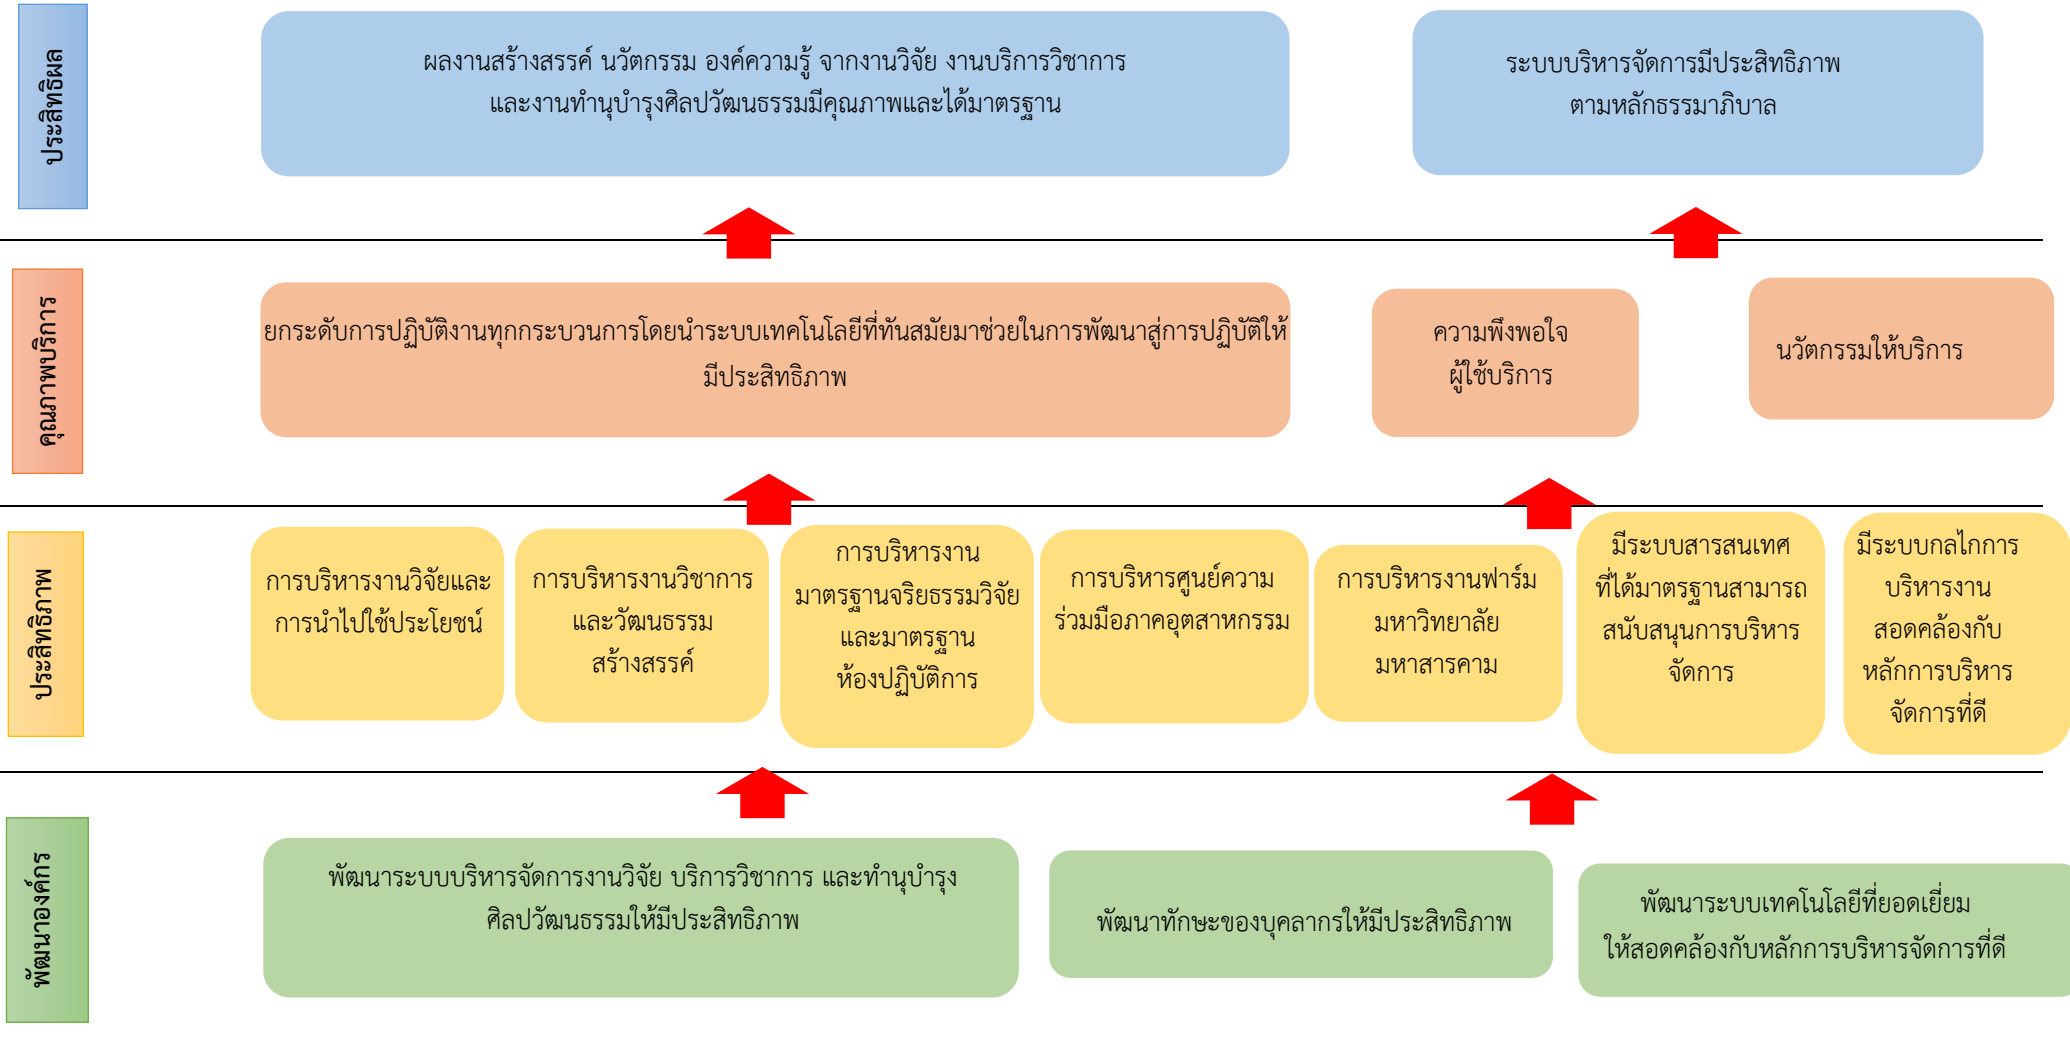 ประสิทธิผล
ผลงานสร้างสรรค์ นวัตกรรม องค์ความรู้ จากงานวิจัย งานบริการวิชาการ
และงานทำนุบำรุงศิลปวัฒนธรรมมีคุณภาพและได้มาตรฐาน
ระบบบริหารจัดการมีประสิทธิภาพ
ตามหลักธรรมาภิบาล
คุณภาพบริการ
ยกระดับการปฏิบัติงานทุกกระบวนการโดยนำระบบเทคโนโลยีที่ทันสมัยมาช่วยในการพัฒนาสู่การปฏิบัติให้
มีประสิทธิภาพ
ความพึงพอใจ
ผู้ใช้บริการ
นวัตกรรมให้บริการ
ประสิทธิภาพ
การบริหารงานวิจัยและ
การนำไปใช้ประโยชน์
การบริหารงานวิชาการ
และวัฒนธรรม
สร้างสรรค์
การบริหารงาน
มาตรฐานจริยธรรมวิจัย
และมาตรฐาน
ห้องปฏิบัติการ
การบริหารศูนย์ความ
ร่วมมือภาคอุตสาหกรรม
การบริหารงานฟาร์ม
มหาวิทยาลัย
มหาสารคาม
มีระบบสารสนเทศ
ที่ได้มาตรฐานสามารถ
สนับสนุนการบริหาร
จัดการ
มีระบบกลไกการ
บริหารงาน
สอดคล้องกับ
หลักการบริหาร
จัดการที่ดี
พัฒนาองค์กร
พัฒนาระบบบริหารจัดการงานวิจัย บริการวิชาการ และทำนุบำรุง
ศิลปวัฒนธรรมให้มีประสิทธิภาพ
พัฒนาทักษะของบุคลากรให้มีประสิทธิภาพ
พัฒนาระบบเทคโนโลยีที่ยอดเยี่ยม
ให้สอดคล้องกับหลักการบริหารจัดการที่ดี